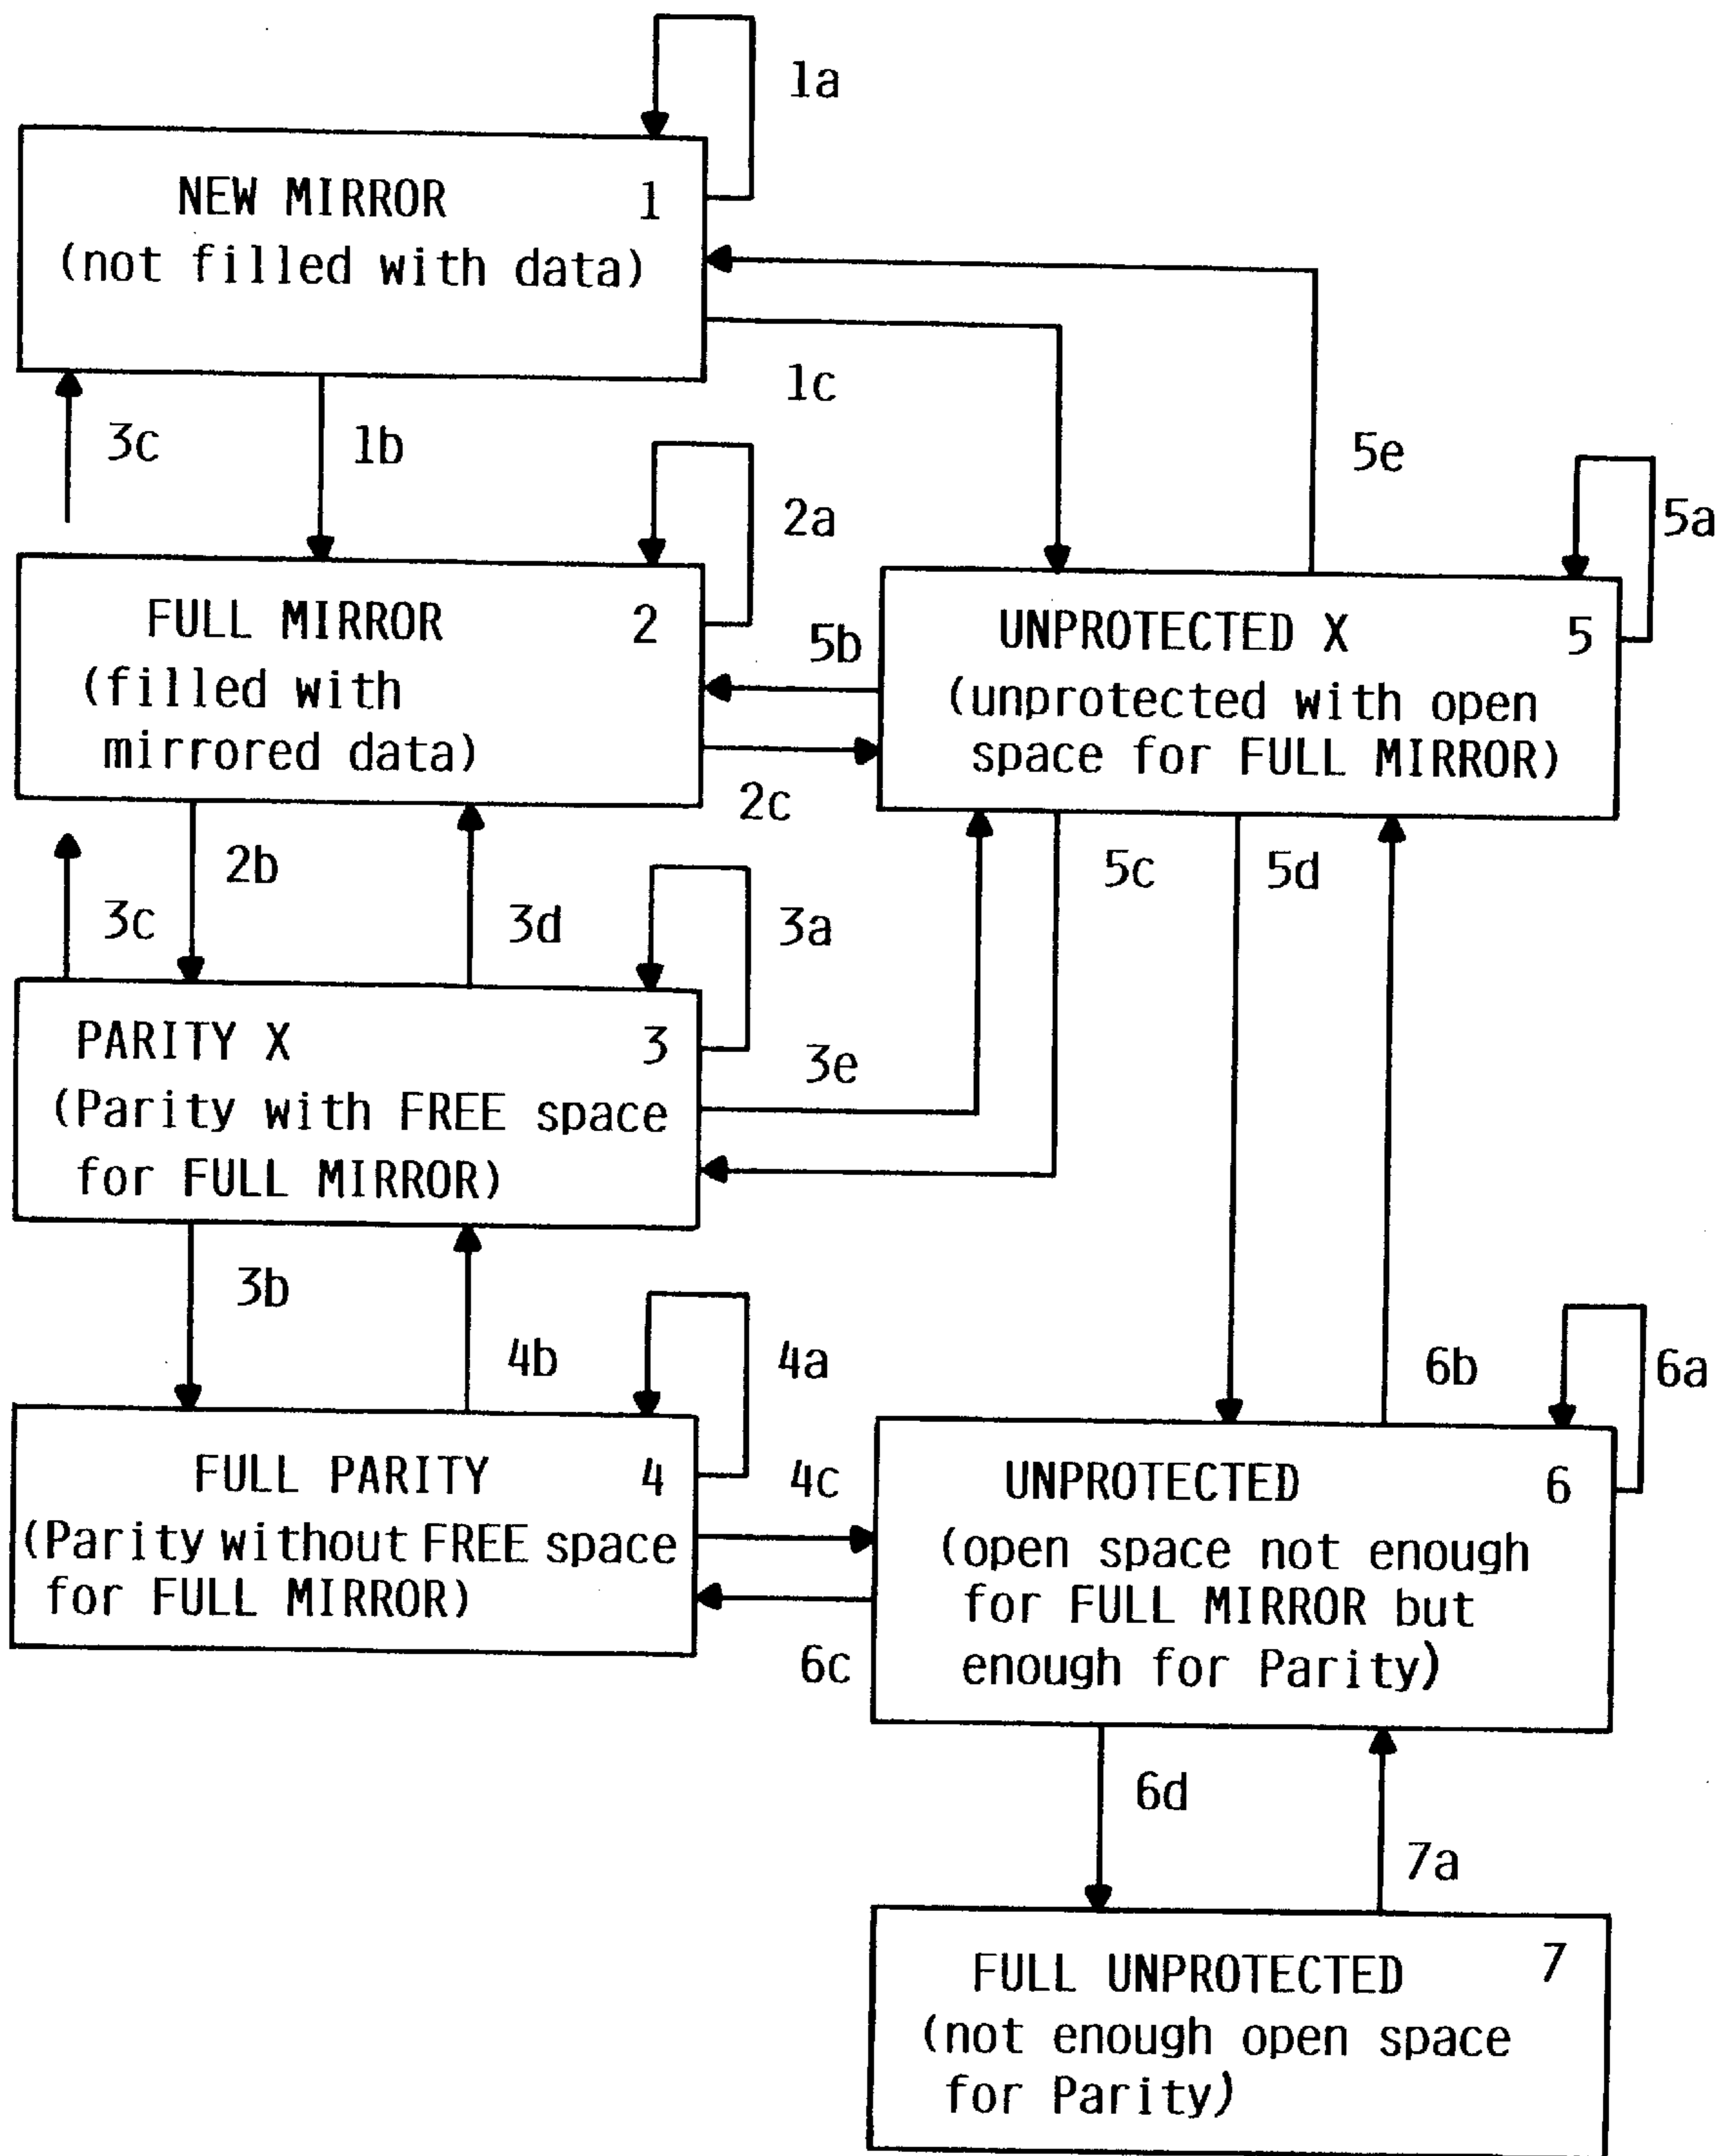 1a
NEW MIRROR 1
(not filled with data)
1c
3c
1b
5e
2a
5a
FULL MIRROR 2
(filled with
mirrored data)
5b
2c
UNPROTECTED X 5
(unprotected with open
space for FULL MIRROR)
3c
2b
3d
3a
5c
5d
PARITY X 3
(Parity with FREE space
for FULL MIRROR)
3e
3b
4b
4a
6b
6a
FULL PARITY 4
(Parity without FREE space
for FULL MIRROR)
4c
6c
UNPROTECTED 6
(open space not enough
for FULL MIRROR but
enough for Parity)
6d
7a
FULL UNPROTECTED 7
(not enough open space
for Parity)